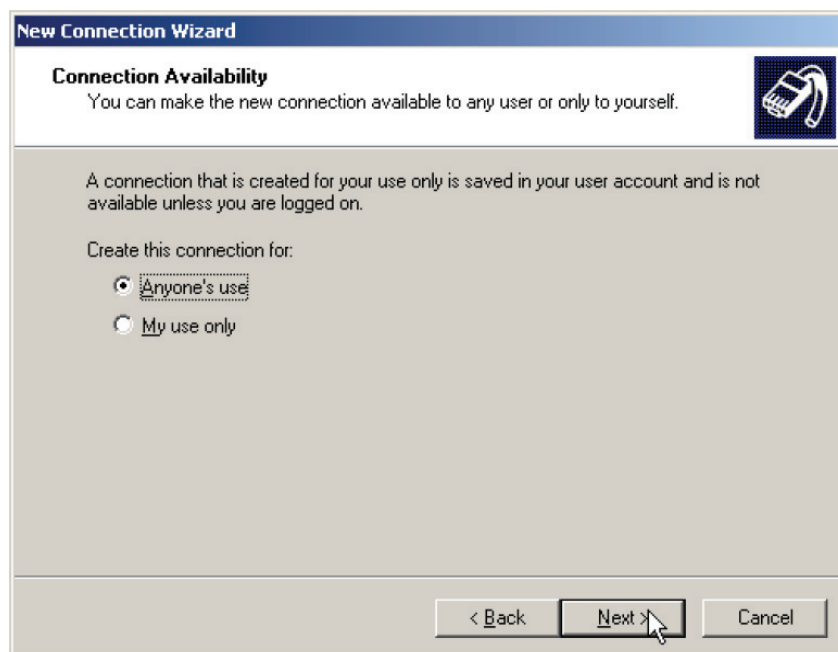 New Connection Wizard
Connection Availability
You can make the new connection available to any user or only to yourself.
A connection that is created for your use only is saved in your user account and is not
available unless you are logged on.
Create this connection for:
Anyone's use
My use only
< Back
Next >
Cancel